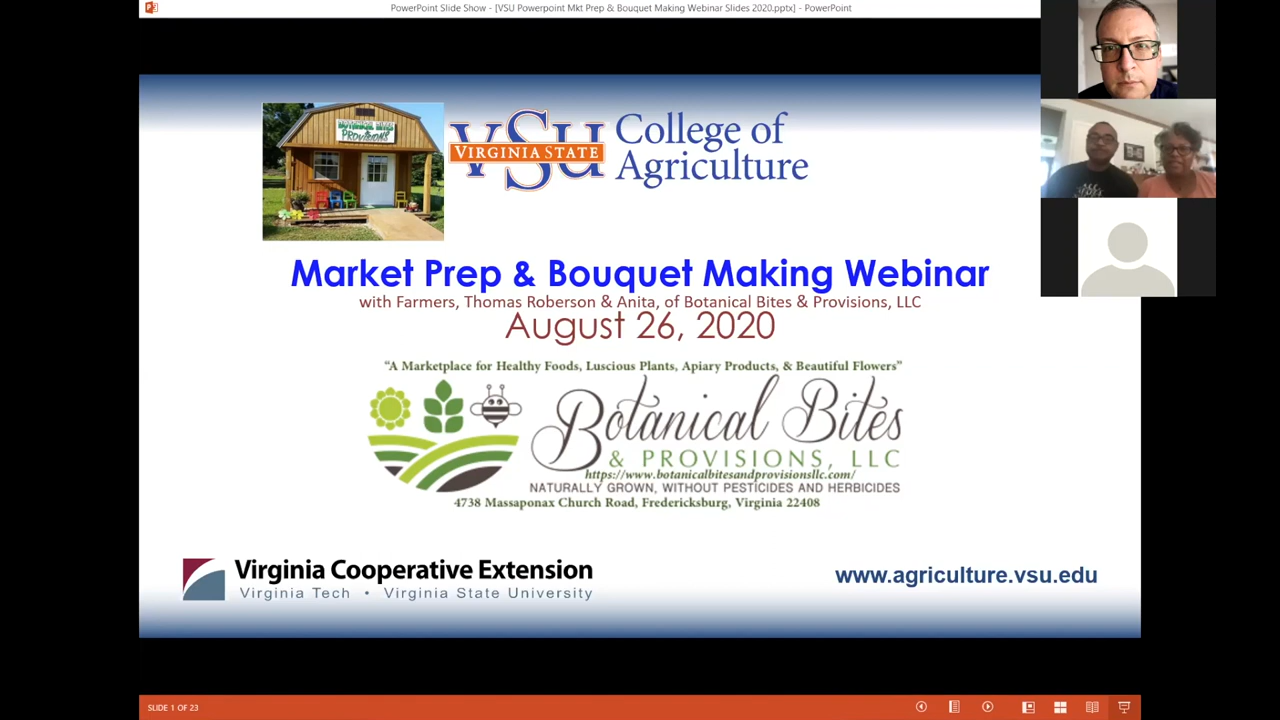 PowerPoint Slide Show - [VSU Powerpoint Mkt Prep & Bouquet Making Webinar Slides 2020.pptx] - PowerPoint
BOTANICAL BITES
PROVISIONS
VSU
VIRGINIA STATE
College of
Agriculture
Market Prep & Bouquet Making Webinar
with Farmers, Thomas Roberson & Anita, of Botanical Bites & Provisions, LLC
August 26, 2020
“A Marketplace for Healthy Foods, Luscious Plants, Apiary Products, & Beautiful Flowers”
Botanical Bites
& PROVISIONS, LLC
https://www.botanicalbitesandprovisionsllc.com/
NATURALLY GROWN, WITHOUT PESTICIDES AND HERBICIDES
4738 Massaponax Church Road, Fredericksburg, Virginia 22408
Virginia Cooperative Extension
Virginia Tech • Virginia State University
www.agriculture.vsu.edu
SLIDE 1 OF 23